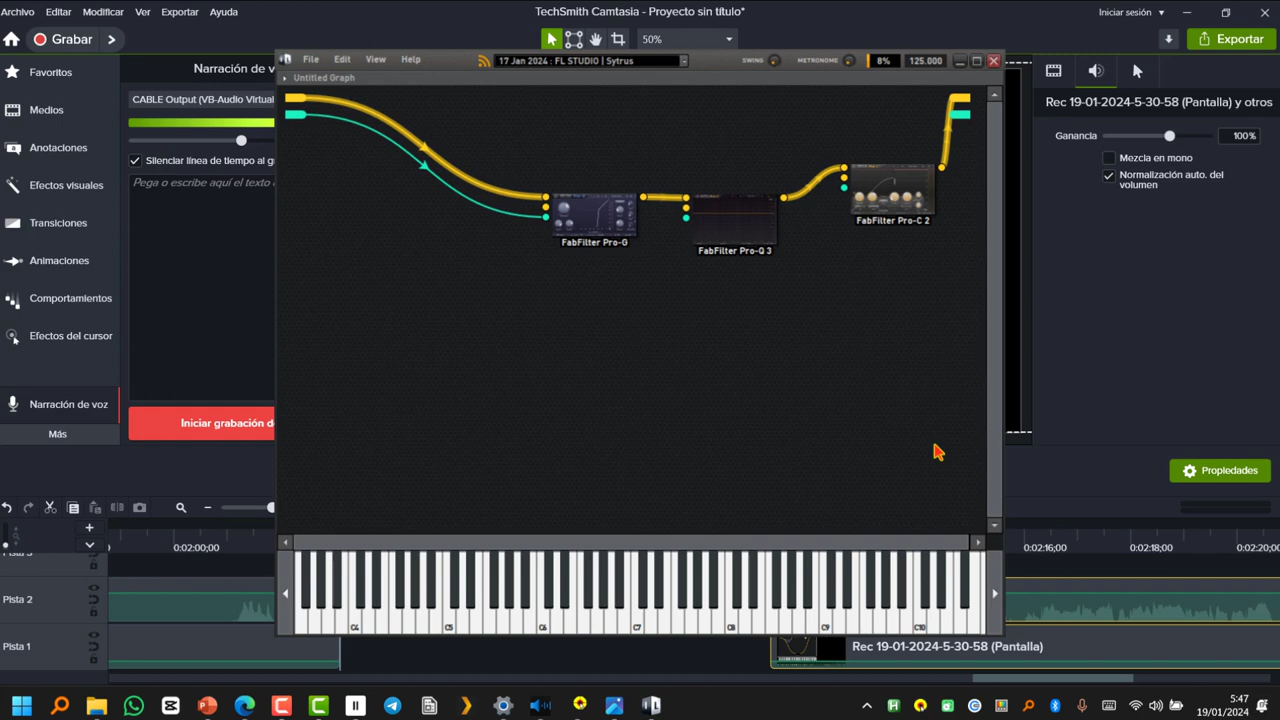 Archivo Editar Modificar Ver Exportar Ayuda
TechSmith Camtasia - Proyecto sin título*
Iniciar sesión
Grabar
50%
Exportar
Favoritos
Medios
Anotaciones
Efectos visuales
Transiciones
Animaciones
Comportamientos
Efectos del cursor
Narración de voz
Más
Narración de v
CABLE Output (VB-Audio Virtual
Silenciar línea de tiempo al g
Pega o escribe aquí el texto
Iniciar grabación d
File Edit View Help
17 Jan 2024 : FL STUDIO | Sytrus
SWING
METRONOME
8%
125.000
Untitled Graph
FabFilter Pro-G
FabFilter Pro-Q 3
FabFilter Pro-C 2
C4 C5 C6 C7 C8 C9 C10
Rec 19-01-2024-5-30-58 (Pantalla) y otros
Ganancia
100%
Mezcla en mono
Normalización auto. del
volumen
Propiedades
0:02:00;00
0:02:16;00
0:02:18;00
0:02:20;00
Pista 2
Pista 1
Rec 19-01-2024-5-30-58 (Pantalla)
5:47
19/01/2024